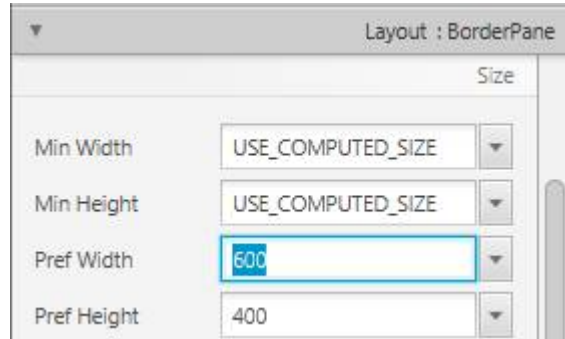 Layout : BorderPane
Size
Min Width USE_COMPUTED_SIZE
Min Height USE_COMPUTED_SIZE
Pref Width 600
Pref Height 400